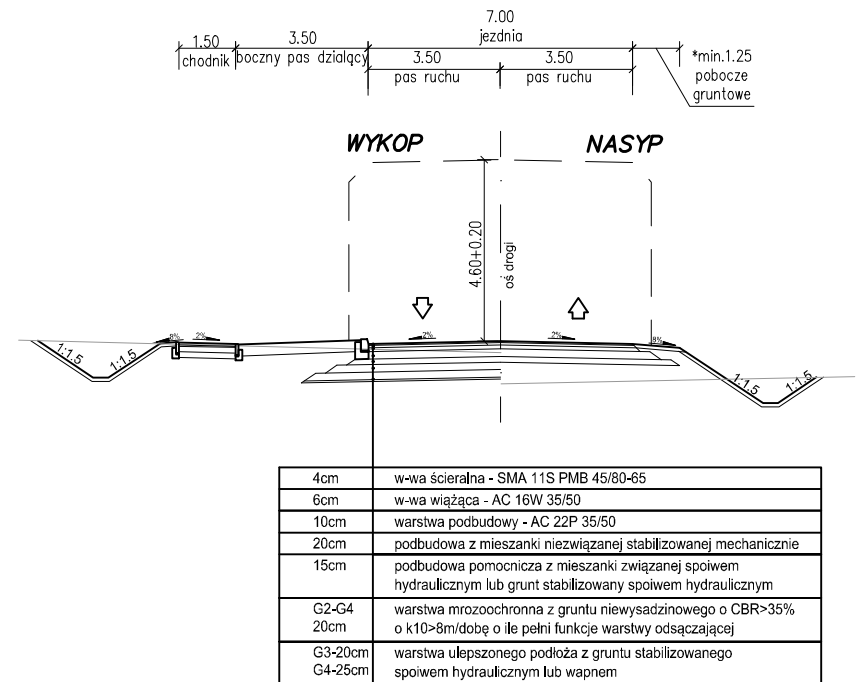 7.00
jezdnia
1.50
chodnik
3.50
boczny pas działący
3.50
pas ruchu
3.50
pas ruchu
*min.1.25
pobocze
gruntowe
WYKOP
NASYP
4.60+0.20
oś drogi
8%
2%
2%
2%
8%
1:1.5
1:1.5
1:1.5
1:1.5
4cm w-wa ścieralna - SMA 11S PMB 45/80-65
6cm w-wa wiążąca - AC 16W 35/50
10cm warstwa podbudowy - AC 22P 35/50
20cm podbudowa z mieszanki niezwiązanej stabilizowanej mechanicznie
15cm podbudowa pomocnicza z mieszanki związanej spoiwem
hydraulicznym lub grunt stabilizowany spoiwem hydraulicznym
G2-G4 warstwa mrozoochronna z gruntu niewysadzinowego o CBR>35%
20cm o k10>8m/dobę o ile pełni funkcje warstwy odsączającej
G3-20cm warstwa ulepszonego podłoża z gruntu stabilizowanego
G4-25cm spoiwem hydraulicznym lub wapnem